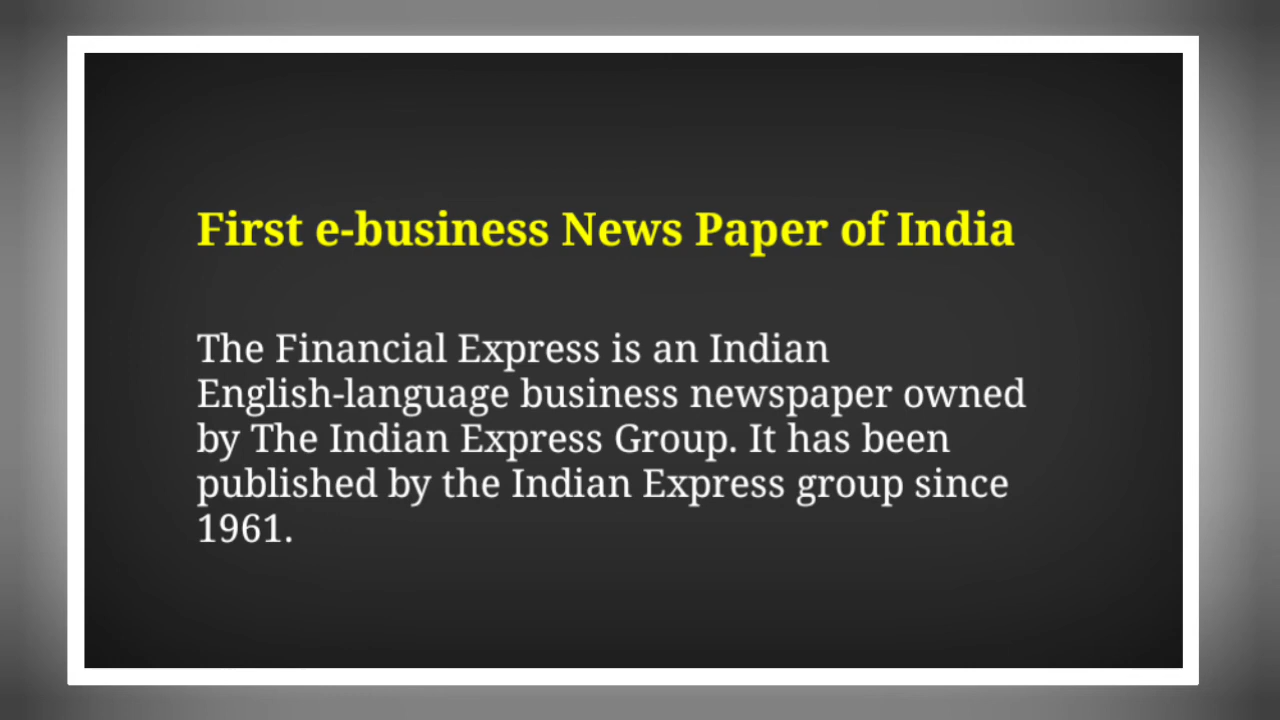 First e-business News Paper of India
The Financial Express is an Indian
English-language business newspaper owned
by The Indian Express Group. It has been
published by the Indian Express group since
1961.